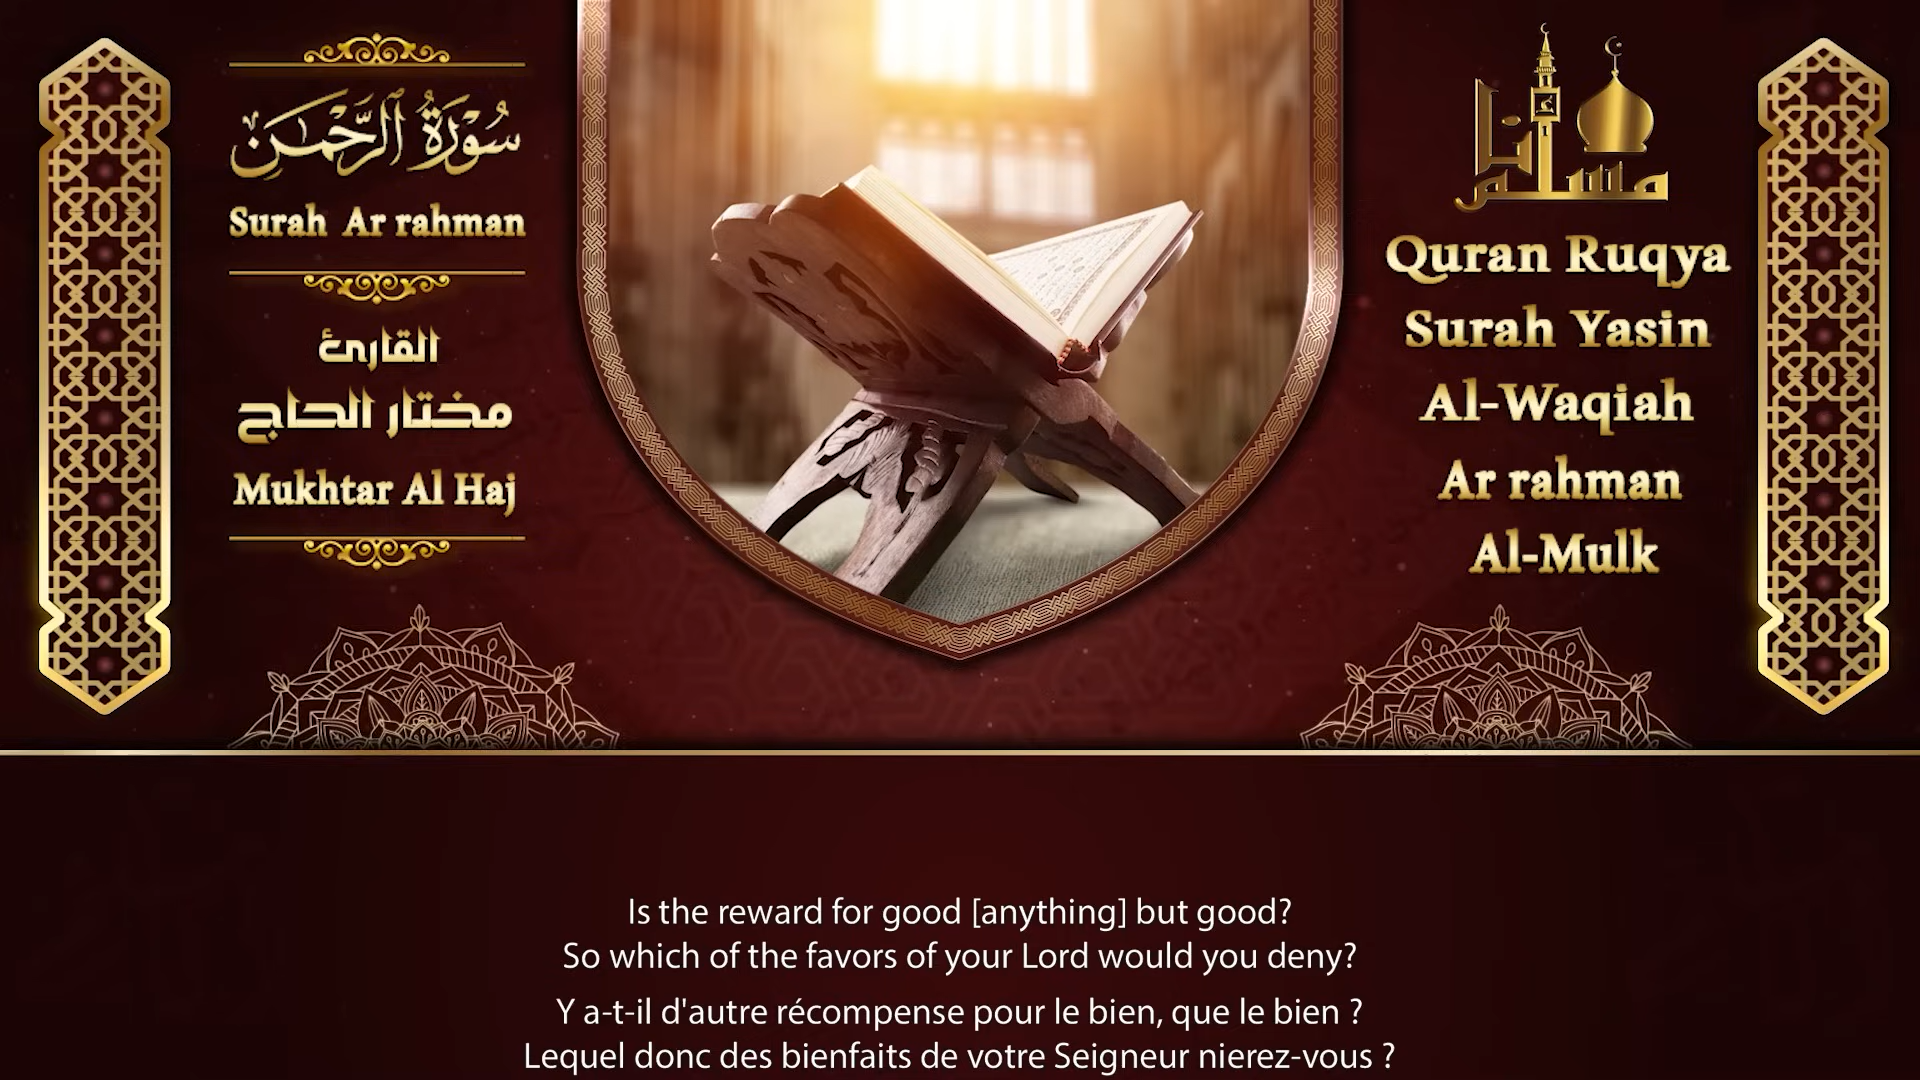 سُورَةُ الرَّحْمَٰن
Surah Ar rahman
القارئ
مختار الحاج
Mukhtar Al Haj
أنا مسلم
Quran Ruqya
Surah Yasin
Al-Waqiah
Ar rahman
Al-Mulk
Is the reward for good [anything] but good?
So which of the favors of your Lord would you deny?
Y a-t-il d'autre récompense pour le bien, que le bien ?
Lequel donc des bienfaits de votre Seigneur nierez-vous ?